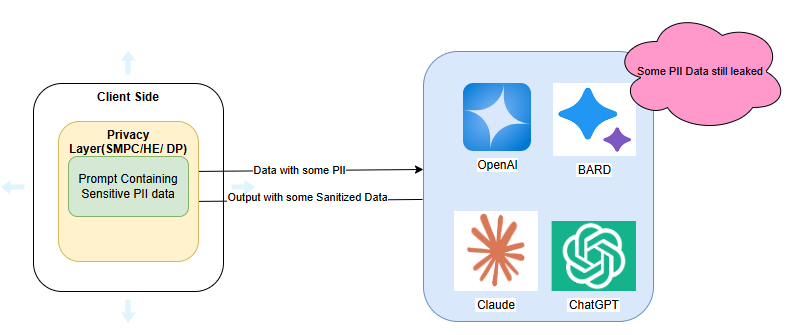 Client Side
Privacy
Layer(SMPC/HE/ DP)
Prompt Containing
Sensitive PII data
Data with some PII
Output with some Sanitized Data
Some PII Data still leaked
OpenAI
BARD
Claude
ChatGPT